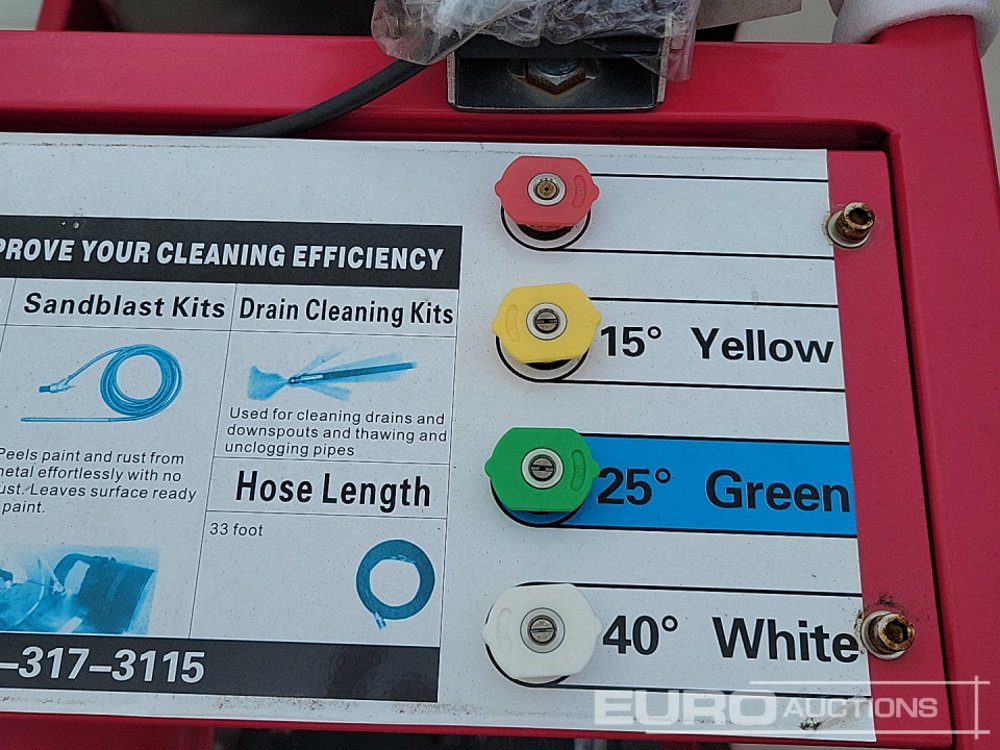 PROVE YOUR CLEANING EFFICIENCY
Sandblast Kits
Peels paint and rust from
metal effortlessly with no
ust. Leaves surface ready
paint.
Drain Cleaning Kits
Used for cleaning drains and
downspouts and thawing and
unclogging pipes
Hose Length
33 foot
–317–3115
15° Yellow
25° Green
40° White
EURO AUCTIONS